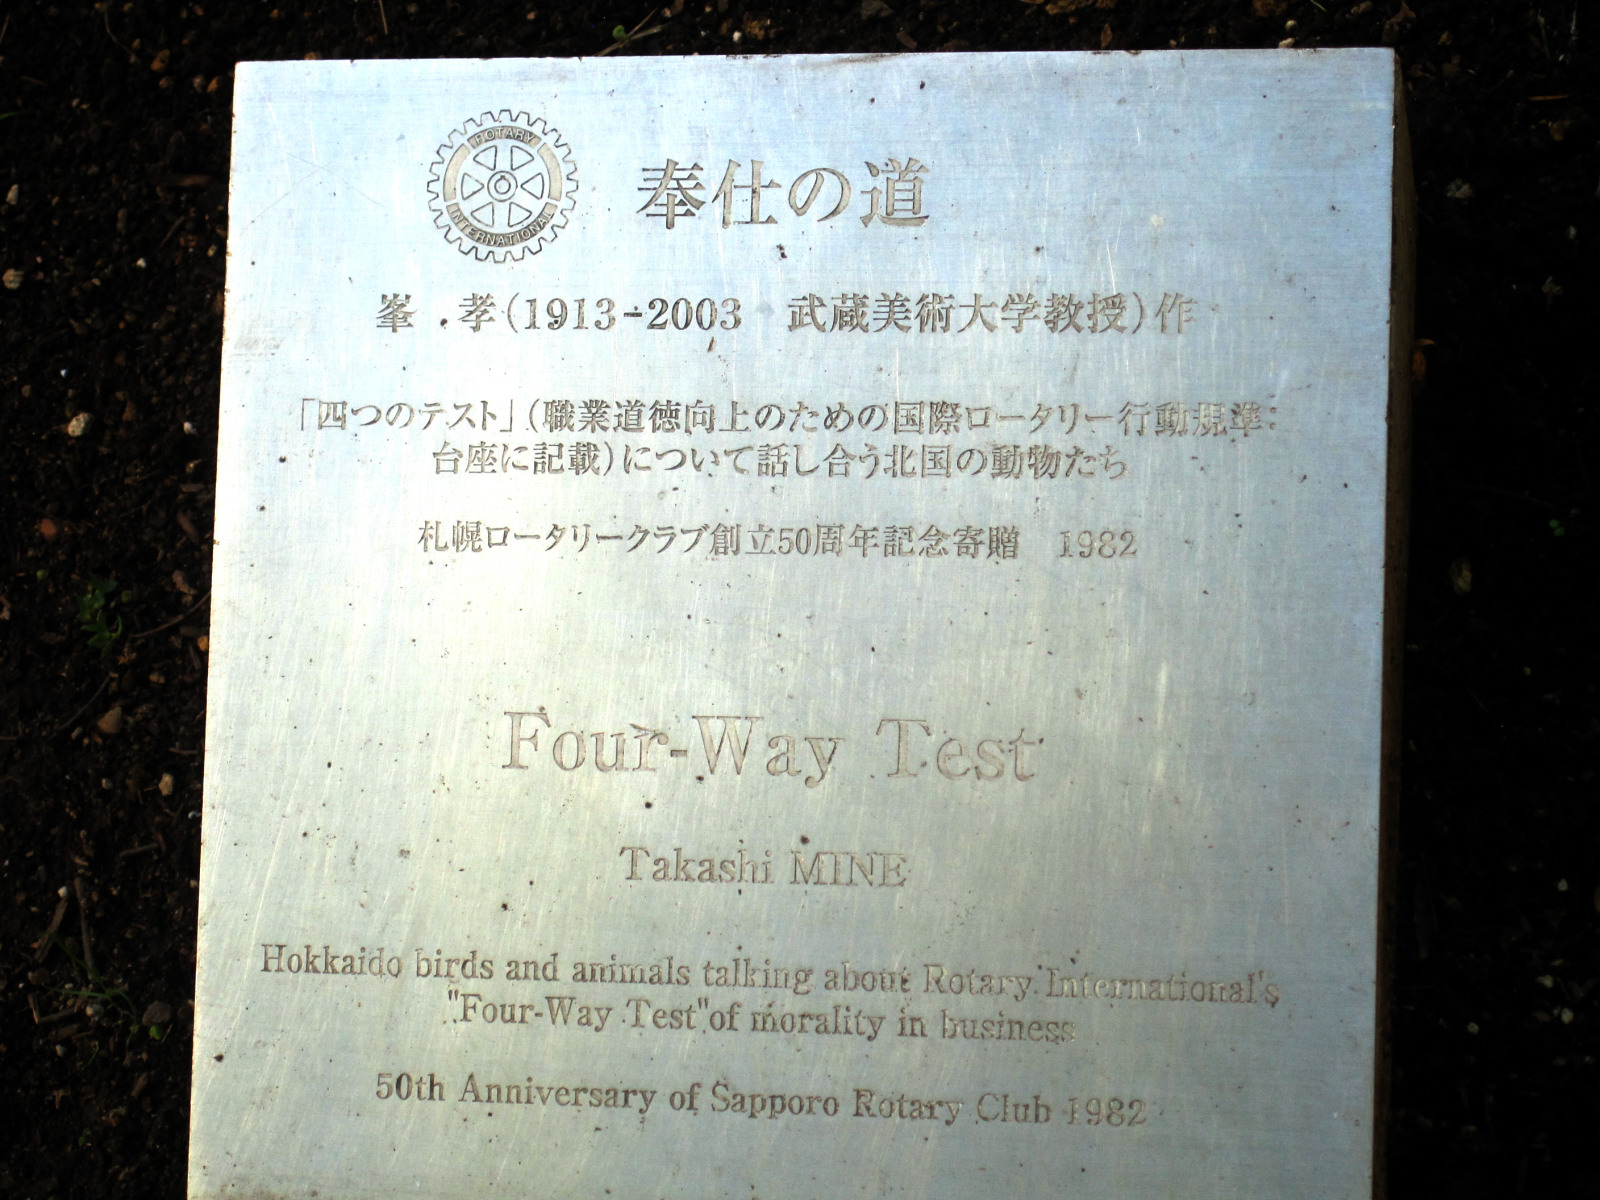 ROTARY
INTERNATIONAL
奉仕の道
峯 孝(1913-2003 武蔵美術大学教授)作
「四つのテスト」(職業道徳向上のための国際ロータリー行動規準:
台座に記載)について話し合う北国の動物たち
札幌ロータリークラブ創立50周年記念寄贈 1982
Four-Way Test
Takashi MINE
Hokkaido birds and animals talking about Rotary International's
"Four-Way Test"of morality in business
50th Anniversary of Sapporo Rotary Club 1982